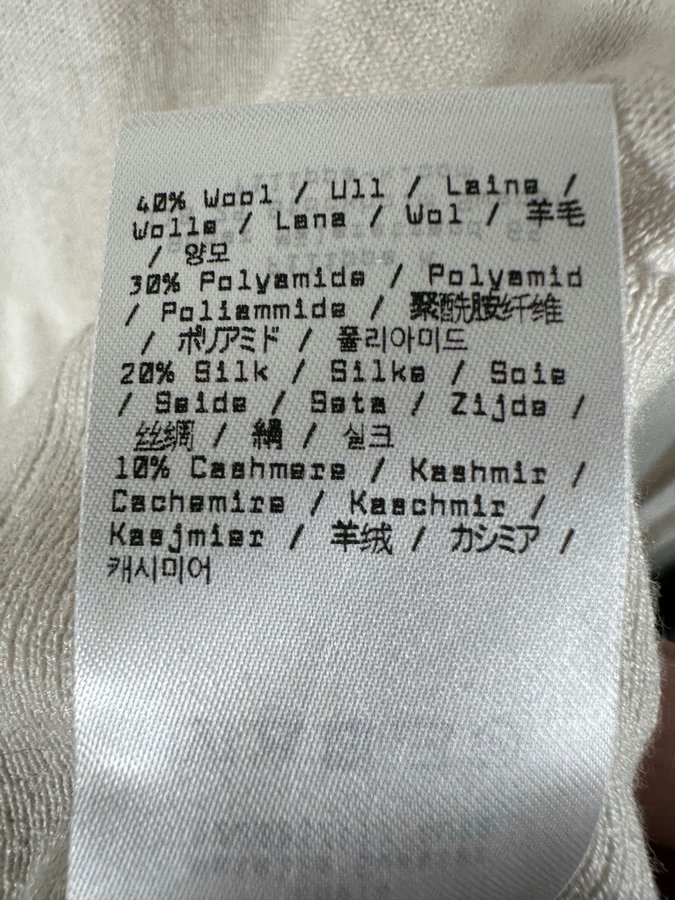 40% Wool / Ull / Laine /
Wolle / Lana / Wol / 羊毛
/ 양모
30% Polyamide / Polyamid
/ Poliammide / 聚酰胺纤维
/ ポリアミド / 폴리아미드
20% Silk / Silke / Soie
/ Seide / Seta / Zijde /
丝绸 / 絹 / 실크
10% Cashmere / Kashmir /
Cachemire / Kaschmir /
Kasjmier / 羊绒 / カシミア /
캐시미어